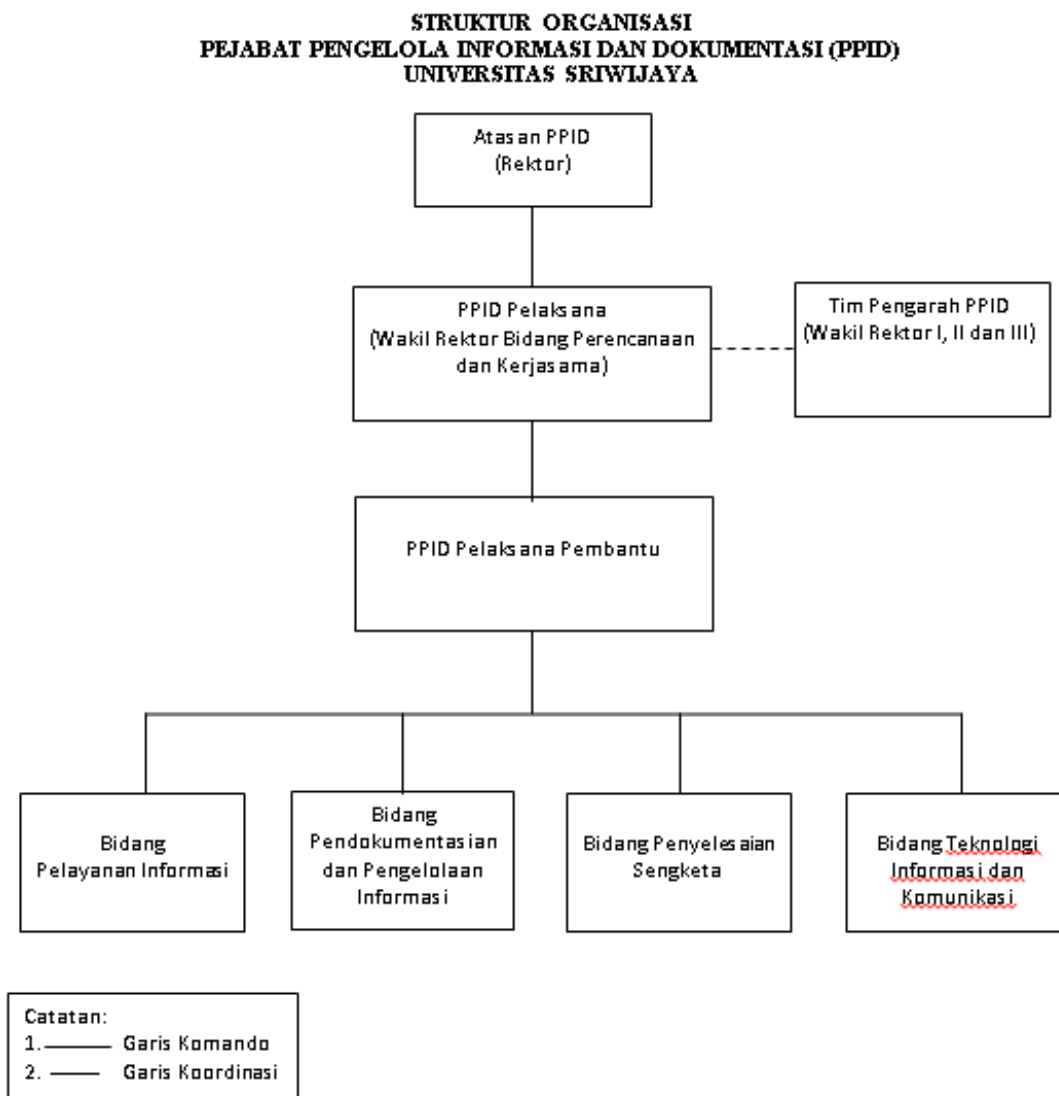 STRUKTUR ORGANISASI
PEJABAT PENGELOLA INFORMASI DAN DOKUMENTASI (PPID)
UNIVERSITAS SRIWIJAYA
Atasan PPID
(Rektor)
PPID Pelaksana
(Wakil Rektor Bidang Perencanaan
dan Kerjasama)
Tim Pengarah PPID
(Wakil Rektor I, II dan III)
PPID Pelaksana Pembantu
Bidang
Pelayanan Informasi
Bidang
Pendokumentasian
dan Pengelolaan
Informasi
Bidang Penyelesaian
Sengketa
Bidang Teknologi
Informasi dan
Komunikasi
Catatan:
1. Garis Komando
2. Garis Koordinasi